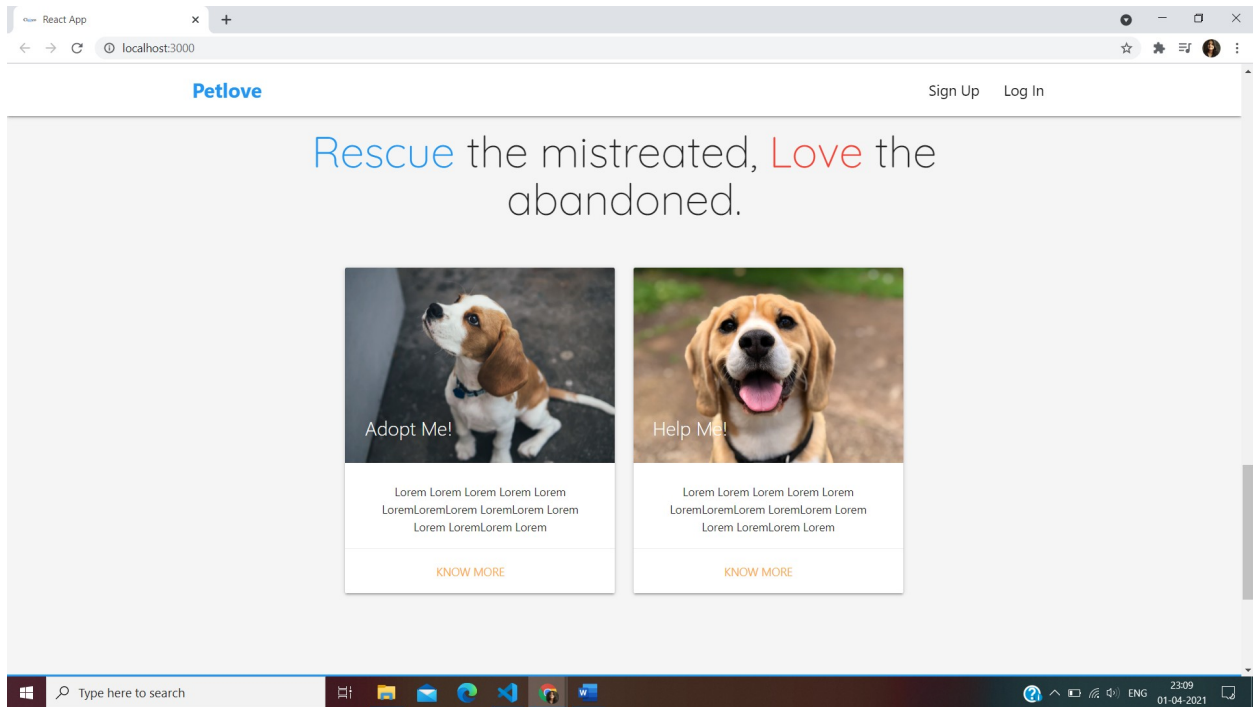 React App
localhost:3000
Petlove
Sign Up Log In
Rescue the mistreated, Love the
abandoned.
Adopt Me!
Help Me!
Lorem Lorem Lorem Lorem Lorem
LoremLoremLorem LoremLorem Lorem
Lorem LoremLorem Lorem
KNOW MORE
Lorem Lorem Lorem Lorem Lorem
LoremLoremLorem LoremLorem Lorem
Lorem LoremLorem Lorem
KNOW MORE
Type here to search
ENG
23:09
01-04-2021